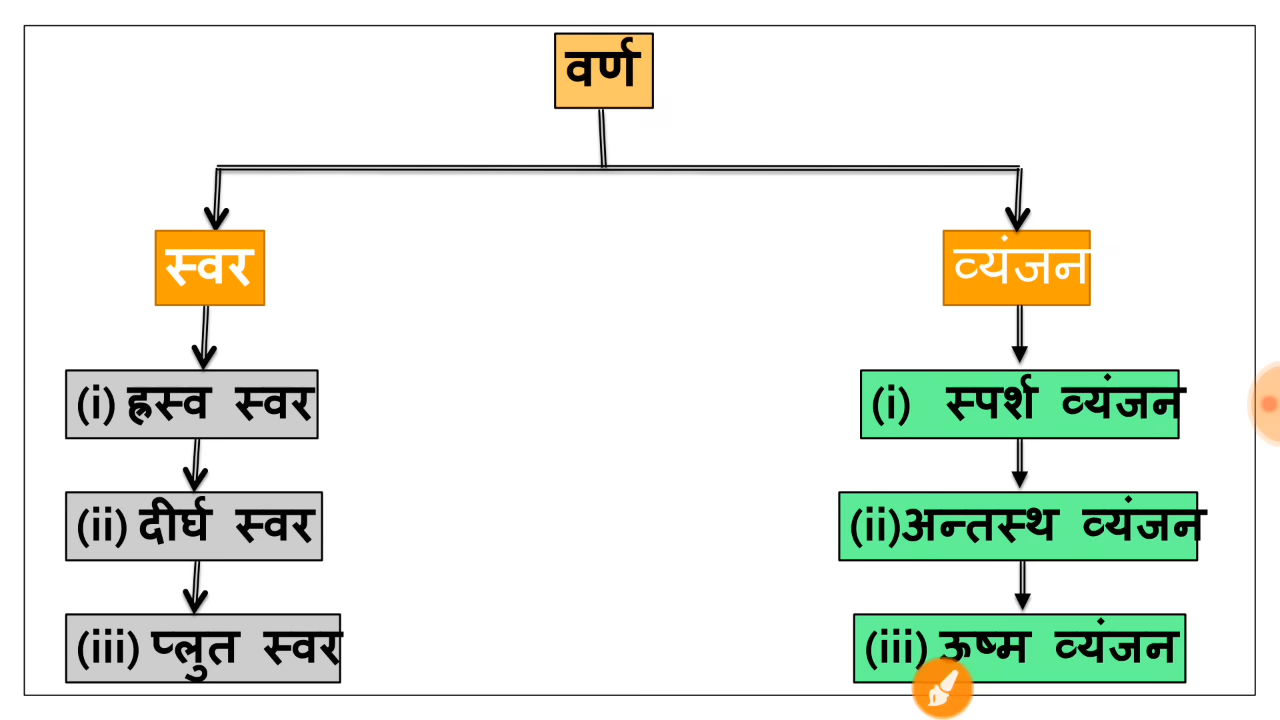 वर्ण
स्वर
व्यंजन
(i) ह्रस्व स्वर
(i) स्पर्श व्यंजन
(ii) दीर्घ स्वर
(ii)अन्तस्थ व्यंजन
(iii) प्लुत स्वर
(iii) ऊष्म व्यंजन